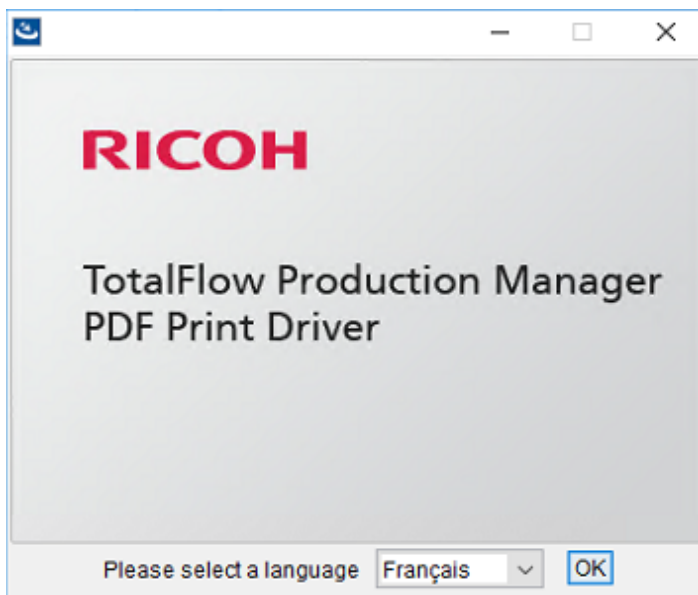 RICOH
TotalFlow Production Manager
PDF Print Driver
Please select a language Français OK